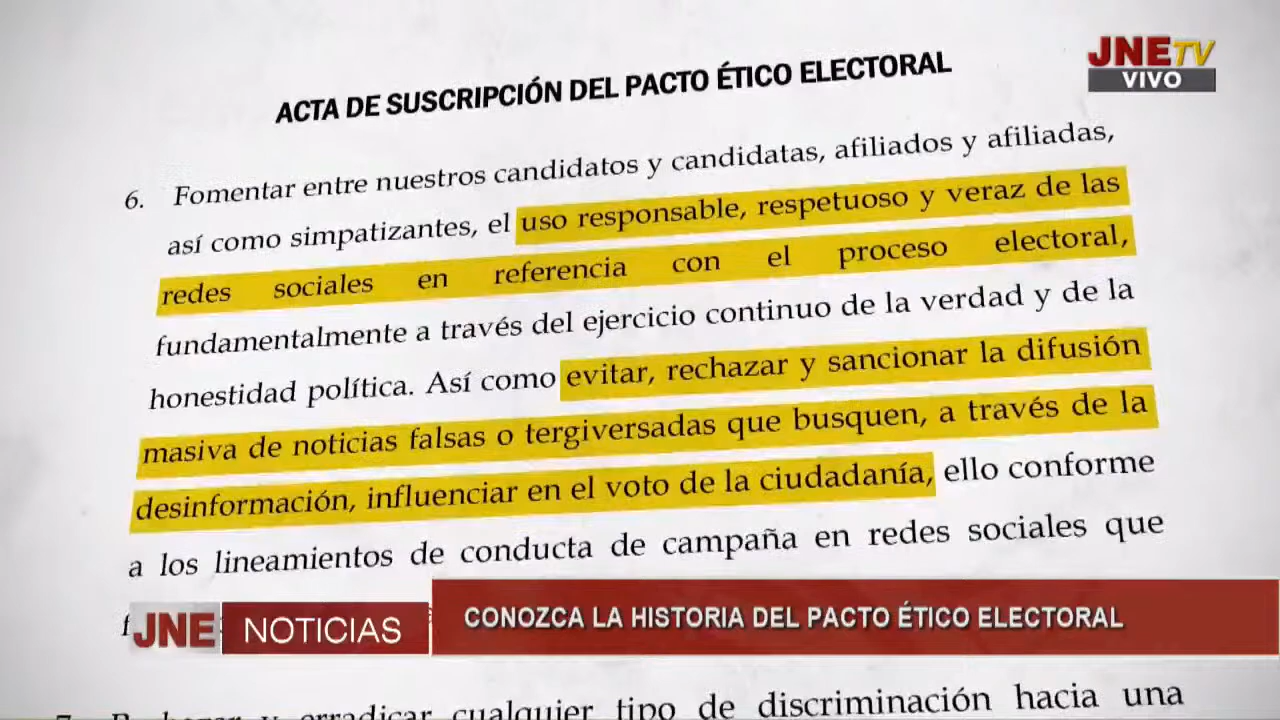 JNETV
VIVO
ACTA DE SUSCRIPCIÓN DEL PACTO ÉTICO ELECTORAL
6. Fomentar entre nuestros candidatos y candidatas, afiliados y afiliadas,
así como simpatizantes, el uso responsable, respetuoso y veraz de las
redes sociales en referencia con el proceso electoral,
fundamentalmente a través del ejercicio continuo de la verdad y de la
honestidad política. Así como evitar, rechazar y sancionar la difusión
masiva de noticias falsas o tergiversadas que busquen, a través de la
desinformación, influenciar en el voto de la ciudadanía, ello conforme
a los lineamientos de conducta de campaña en redes sociales que
JNE NOTICIAS
CONOZCA LA HISTORIA DEL PACTO ÉTICO ELECTORAL
y erradicar cualquier tipo de discriminación hacia una